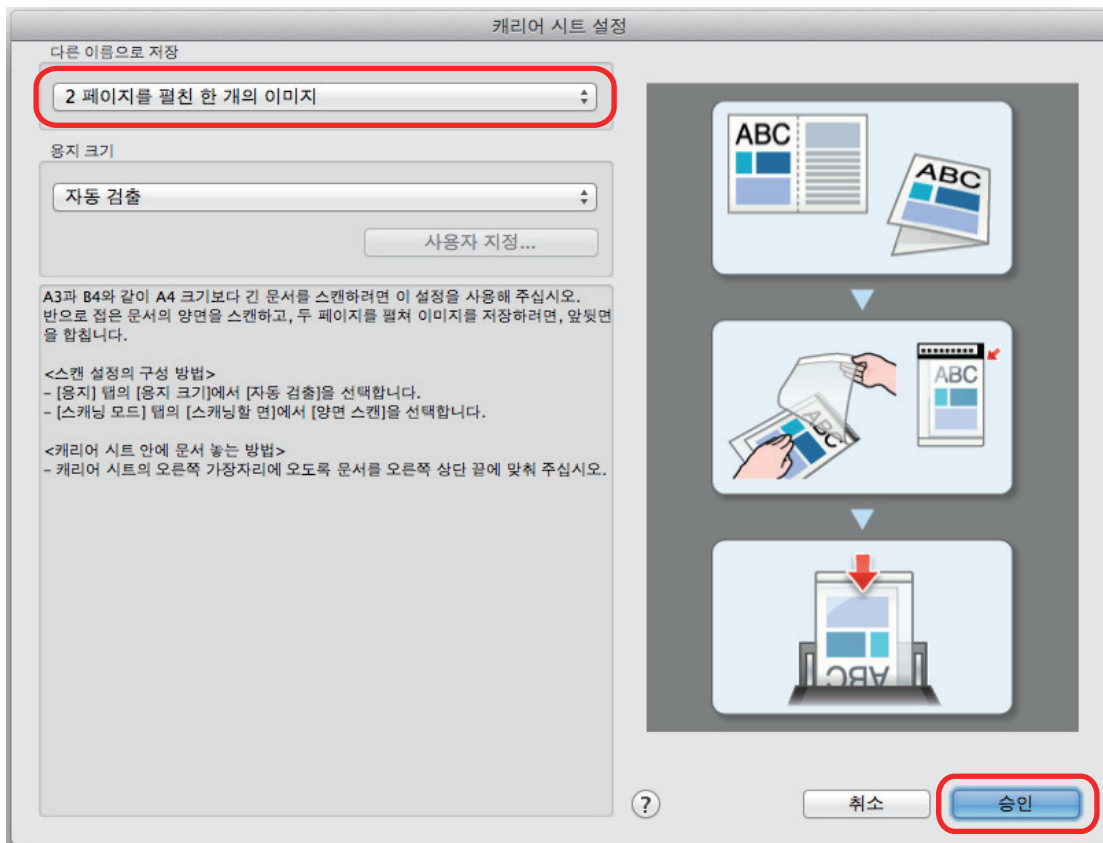 캐리어 시트 설정
다른 이름으로 저장
2 페이지를 펼친 한 개의 이미지
용지 크기
자동 검출
사용자 지정...
A3과 B4와 같이 A4 크기보다 긴 문서를 스캔하려면 이 설정을 사용해 주십시오.
반으로 접은 문서의 양면을 스캔하고, 두 페이지를 펼쳐 이미지를 저장하려면, 앞뒷면
을 합칩니다.
<스캔 설정의 구성 방법>
– [용지] 탭의 [용지 크기]에서 [자동 검출]을 선택합니다.
– [스캐닝 모드] 탭의 [스캐닝할 면]에서 [양면 스캔]을 선택합니다.
<캐리어 시트 안에 문서 놓는 방법>
– 캐리어 시트의 오른쪽 가장자리에 오도록 문서를 오른쪽 상단 끝에 맞춰 주십시오.
ABC
ABC
ABC
ABC
ABC
?
취소
승인